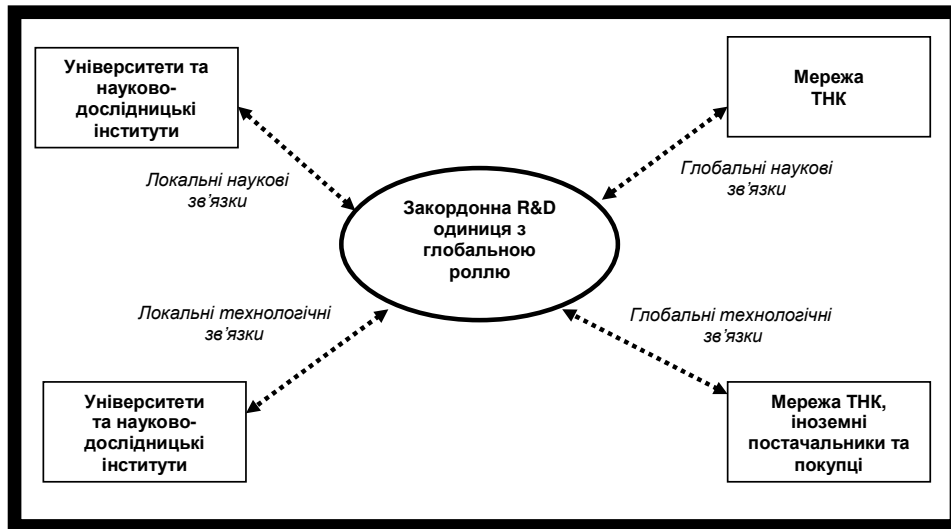 Університети та
науково-
дослідницькі
інститути
Мережа
ТНК
Локальні наукові
зв'язки
Глобальні наукові
зв'язки
Закордонна R&D
одиниця з
глобальною
роллю
Локальні технологічні
зв'язки
Глобальні технологічні
зв'язки
Університети
та науково-
дослідницькі
інститути
Мережа ТНК,
іноземні
постачальники та
покупці